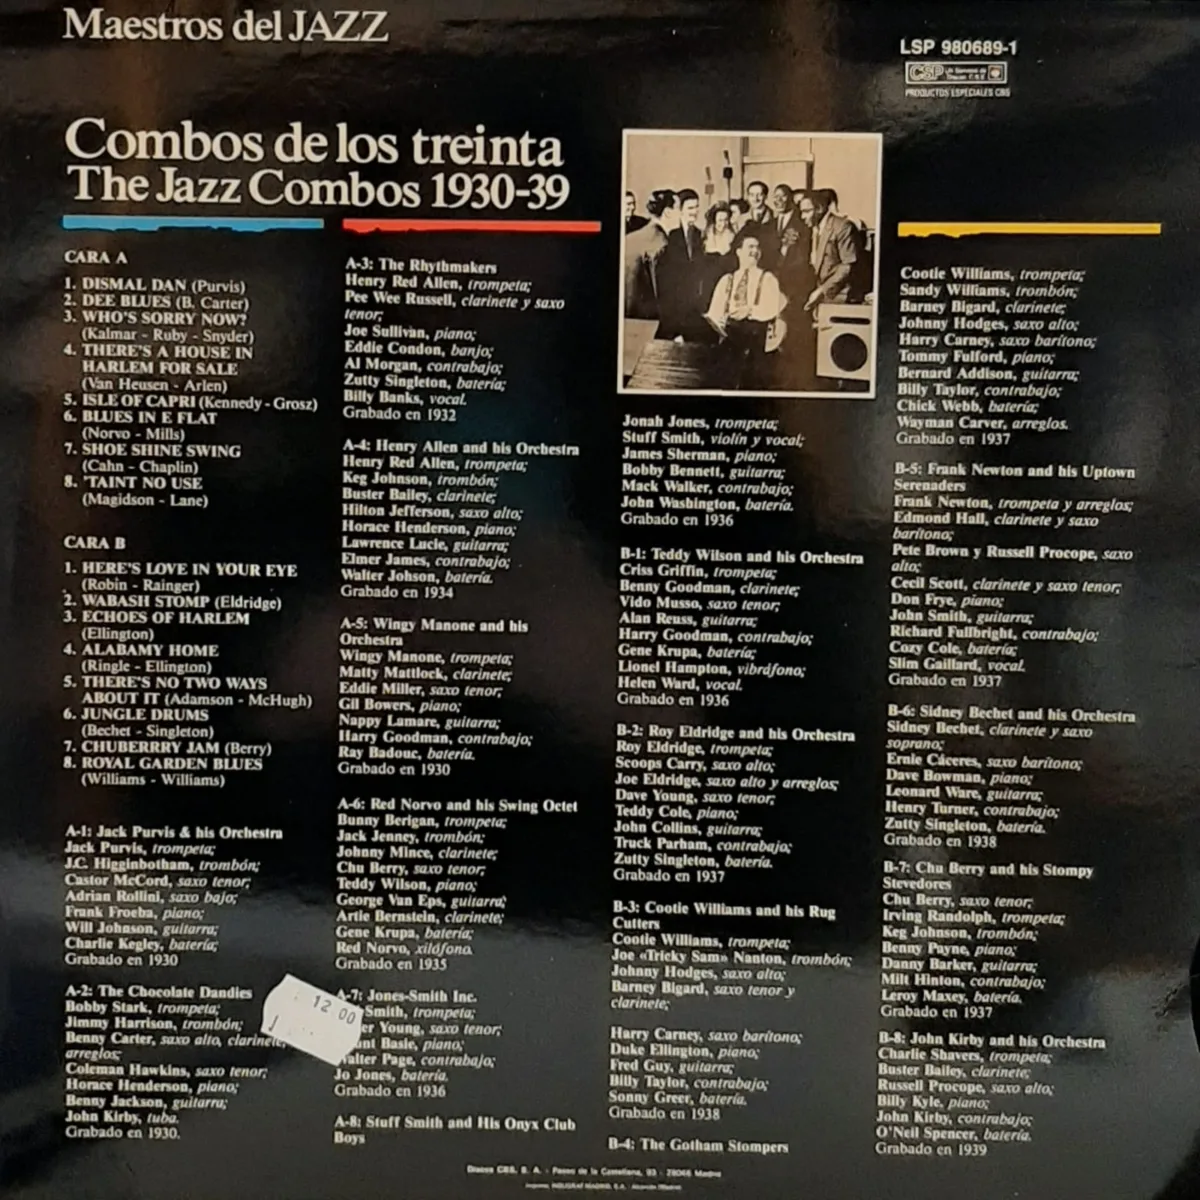 Maestros del JAZZ
LSP 980689-1
CSP
PRODUCTOS ESPECIALES CBS
Combos de los treinta
The Jazz Combos 1930-39
CARA A
1. DISMAL DAN (Purvis)
2. DEE BLUES (B. Carter)
3. WHO'S SORRY NOW?
(Kalmar - Ruby - Snyder)
4. THERE'S A HOUSE IN
HARLEM FOR SALE
(Van Heusen - Arlen)
5. ISLE OF CAPRI (Kennedy - Grosz)
6. BLUES IN E FLAT
(Norvo - Mills)
7. SHOE SHINE SWING
(Cahn - Chaplin)
8. 'TAINT NO USE
(Magidson - Lane)
CARA B
1. HERE'S LOVE IN YOUR EYE
(Robin - Rainger)
2. WABASH STOMP (Eldridge)
3. ECHOES OF HARLEM
(Ellington)
4. ALABAMY HOME
(Ringle - Ellington)
5. THERE'S NO TWO WAYS
ABOUT IT (Adamson - McHugh)
6. JUNGLE DRUMS
(Bechet - Singleton)
7. CHUBERRRY JAM (Berry)
8. ROYAL GARDEN BLUES
(Williams - Williams)
A-1: Jack Purvis & his Orchestra
Jack Purvis, trompeta;
J.C. Higginbotham, trombón;
Castor McCord, saxo tenor;
Adrian Rollini, saxo bajo;
Frank Froeba, piano;
Will Johnson, guitarra;
Charlie Kegley, batería;
Grabado en 1930
A-2: The Chocolate Dandies
Bobby Stark, trompeta;
Jimmy Harrison, trombón;
Benny Carter, saxo alto, clarinete,
arreglos;
Coleman Hawkins, saxo tenor;
Horace Henderson, piano;
Benny Jackson, guitarra;
John Kirby, tuba.
Grabado en 1930.
A-3: The Rhythmakers
Henry Red Allen, trompeta;
Pee Wee Russell, clarinete y saxo
tenor;
Joe Sullivan, piano;
Eddie Condon, banjo;
Al Morgan, contrabajo;
Zutty Singleton, batería;
Billy Banks, vocal.
Grabado en 1932
A-4: Henry Allen and his Orchestra
Henry Red Allen, trompeta;
Keg Johnson, trombón;
Buster Bailey, clarinete;
Hilton Jefferson, saxo alto;
Horace Henderson, piano;
Lawrence Lucie, guitarra;
Elmer James, contrabajo;
Walter Johson, batería.
Grabado en 1934
A-5: Wingy Manone and his
Orchestra
Wingy Manone, trompeta;
Matty Mattlock, clarinete;
Eddie Miller, saxo tenor;
Gil Bowers, piano;
Nappy Lamare, guitarra;
Harry Goodman, contrabajo;
Ray Badouc, batería.
Grabado en 1930
A-6: Red Norvo and his Swing Octet
Bunny Berigan, trompeta;
Jack Jenney, trombón;
Johnny Mince, clarinete;
Chu Berry, saxo tenor;
Teddy Wilson, piano;
George Van Eps, guitarra;
Artie Bernstein, clarinete;
Gene Krupa, batería;
Red Norvo, xilófono.
Grabado en 1935
12 00
A-7: Jones-Smith Inc.
Smith, trompeta;
er Young, saxo tenor;
unt Basie, piano;
alter Page, contrabajo;
Jo Jones, batería.
Grabado en 1936
A-8: Stuff Smith and His Onyx Club
Boys
Jonah Jones, trompeta;
Stuff Smith, violín y vocal;
James Sherman, piano;
Bobby Bennett, guitarra;
Mack Walker, contrabajo;
John Washington, batería.
Grabado en 1936
B-1: Teddy Wilson and his Orchestra
Criss Griffin, trompeta;
Benny Goodman, clarinete;
Vido Musso, saxo tenor;
Alan Reuss, guitarra;
Harry Goodman, contrabajo;
Gene Krupa, batería;
Lionel Hampton, vibráfono;
Helen Ward, vocal.
Grabado en 1936
B-2: Roy Eldridge and his Orchestra
Roy Eldridge, trompeta;
Scoops Carry, saxo alto;
Joe Eldridge, saxo alto y arreglos;
Dave Young, saxo tenor;
Teddy Cole, piano;
John Collins, guitarra;
Truck Parham, contrabajo;
Zutty Singleton, batería.
Grabado en 1937
B-3: Cootie Williams and his Rug
Cutters
Cootie Williams, trompeta;
Joe «Tricky Sam» Nanton, trombón;
Johnny Hodges, saxo alto;
Barney Bigard, saxo tenor y
clarinete;
Harry Carney, saxo barítono;
Duke Ellington, piano;
Fred Guy, guitarra;
Billy Taylor, contrabajo;
Sonny Greer, batería.
Grabado en 1938
B-4: The Gotham Stompers
Cootie Williams, trompeta;
Sandy Williams, trombón;
Barney Bigard, clarinete;
Johnny Hodges, saxo alto;
Harry Carney, saxo barítono;
Tommy Fulford, piano;
Bernard Addison, guitarra;
Billy Taylor, contrabajo;
Chick Webb, batería;
Wayman Carver, arreglos.
Grabado en 1937
B-5: Frank Newton and his Uptown
Serenaders
Frank Newton, trompeta y arreglos;
Edmond Hall, clarinete y saxo
barítono;
Pete Brown y Russell Procope, saxo
alto;
Cecil Scott, clarinete y saxo tenor;
Don Frye, piano;
John Smith, guitarra;
Richard Fullbright, contrabajo;
Cozy Cole, batería;
Slim Gaillard, vocal.
Grabado en 1937
B-6: Sidney Bechet and his Orchestra
Sidney Bechet, clarinete y saxo
soprano;
Ernie Cáceres, saxo barítono;
Dave Bowman, piano;
Leonard Ware, guitarra;
Henry Turner, contrabajo;
Zutty Singleton, batería.
Grabado en 1938
B-7: Chu Berry and his Stompy
Stevedores
Chu Berry, saxo tenor;
Irving Randolph, trompeta;
Keg Johnson, trombón;
Benny Payne, piano;
Danny Barker, guitarra;
Milt Hinton, contrabajo;
Leroy Maxey, batería.
Grabado en 1937
B-8: John Kirby and his Orchestra
Charlie Shavers, trompeta;
Buster Bailey, clarinete;
Russell Procope, saxo alto;
Billy Kyle, piano;
John Kirby, contrabajo;
O'Neil Spencer, batería.
Grabado en 1939
Discos CBS, S. A. - Paseo de la Castellana, 93 - 28046 Madrid